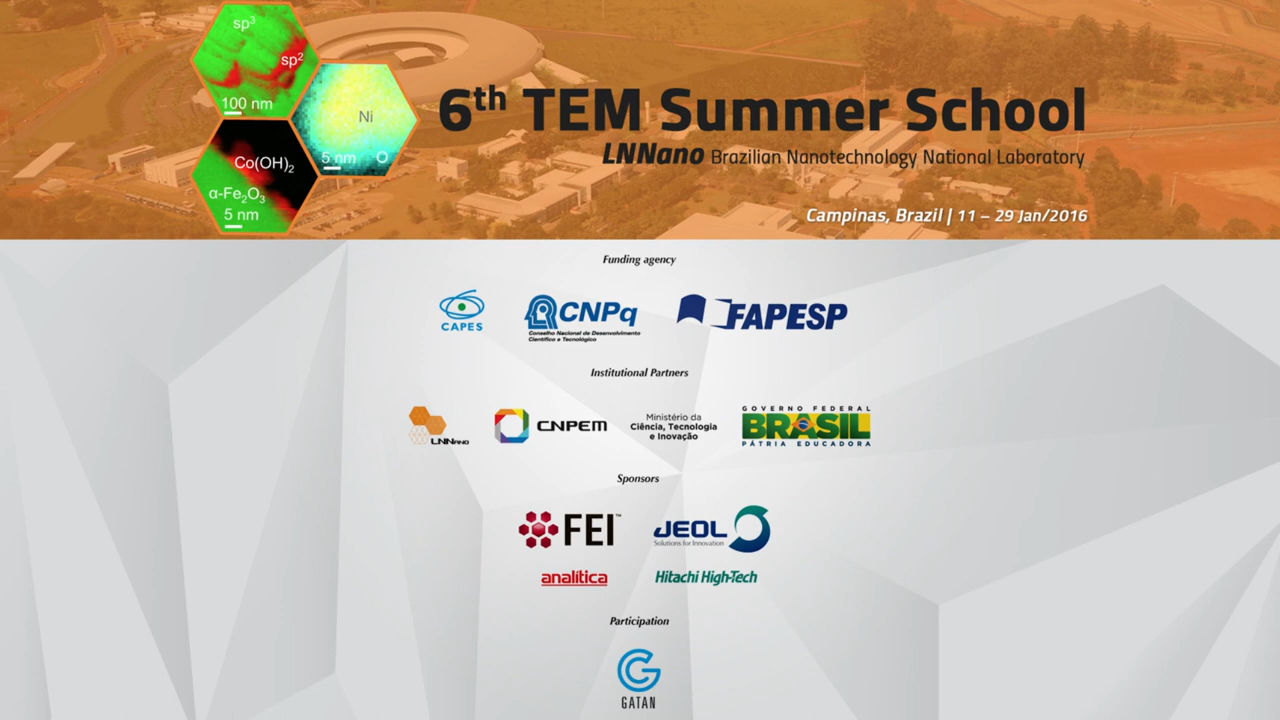 sp³
sp²
100 nm
Ni
5 nm O
Co(OH)₂
α-Fe₂O₃
5 nm
6th TEM Summer School
LNNano Brazilian Nanotechnology National Laboratory
Campinas, Brazil | 11 – 29 Jan/2016
Funding agency
CAPES
CNPq
Conselho Nacional de Desenvolvimento
Científico e Tecnológico
FAPESP
Institutional Partners
LNNano
CNPEM
Ministério da
Ciência, Tecnologia
e Inovação
GOVERNO FEDERAL
BRASIL
PÁTRIA EDUCADORA
Sponsors
FEI™
JEOL
Solutions for Innovation
analítica
Hitachi High-Tech
Participation
GATAN